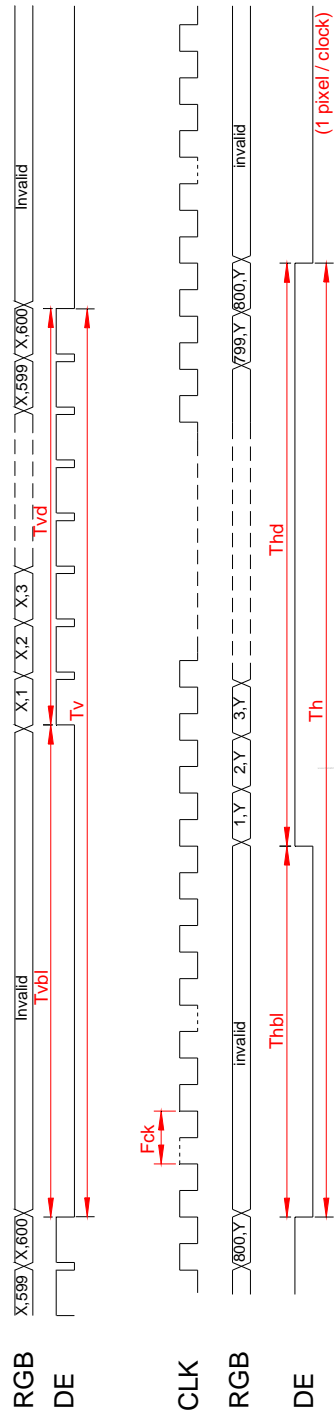 RGB
X,599
X,600
Invalid
X,1
X,2
X,3
X,599
X,600
Invalid
DE
Tvbl
Tvd
Tv
CLK
Fck
RGB
800,Y
invalid
1,Y
2,Y
3,Y
799,Y
800,Y
invalid
DE
Thbl
Thd
Th
(1 pixel / clock)